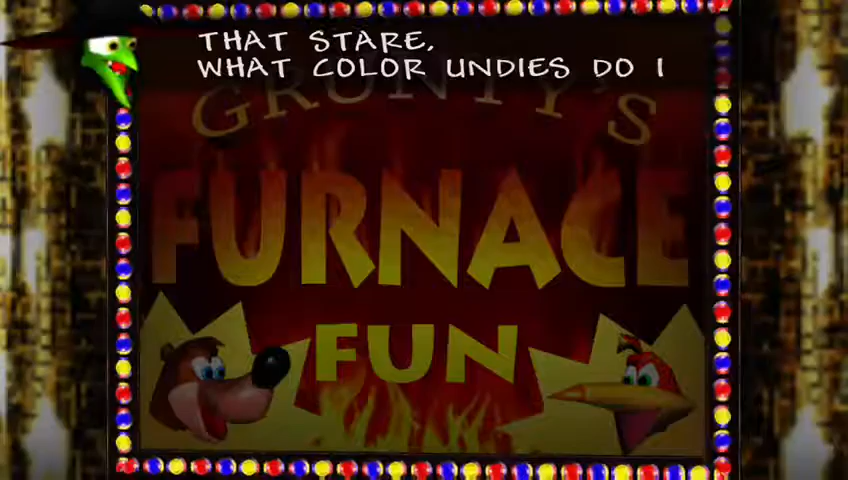 THAT STARE,
WHAT COLOR UNDIES DO I
GRUNTY'S
FURNACE
FUN